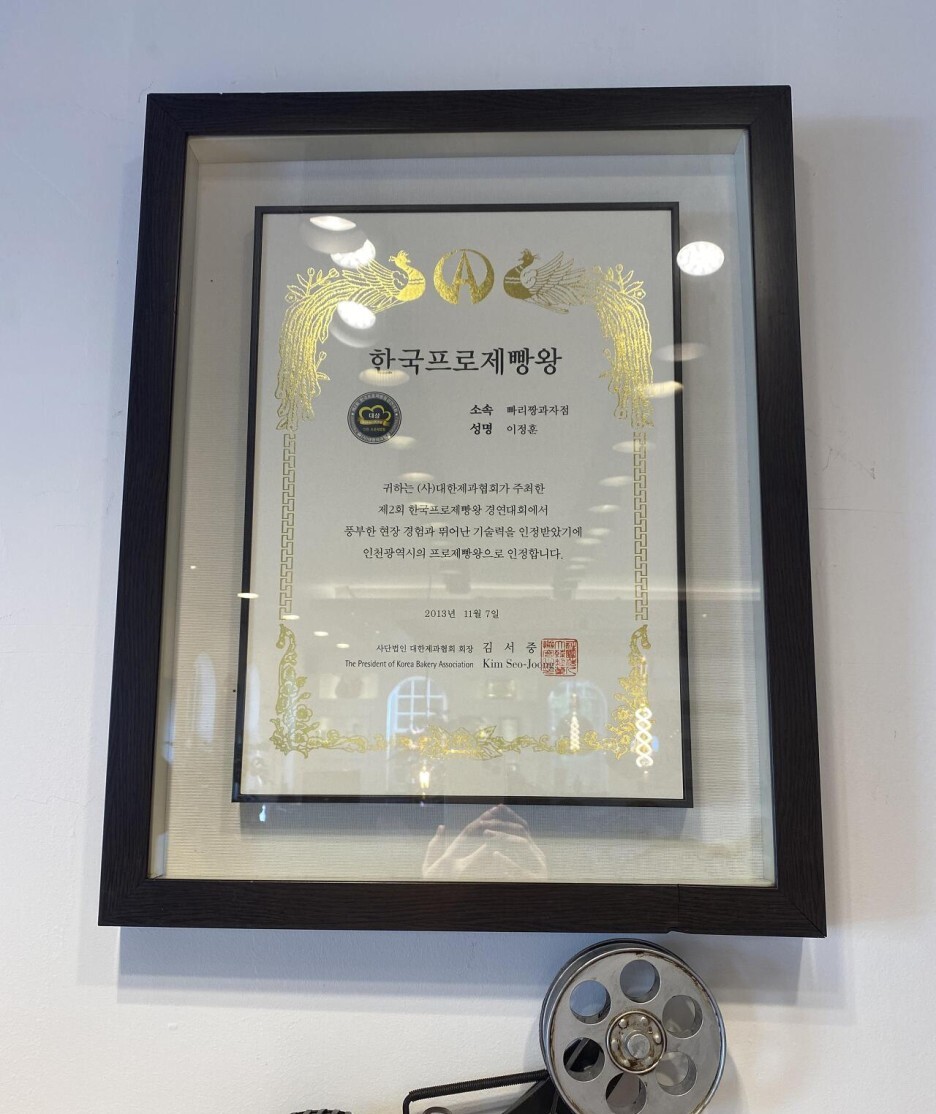 한국프로제빵왕
대상
소속 빠리짱과자점
성명 이정훈
귀하는 (사)대한제과협회가 주최한
제2회 한국프로제빵왕 경연대회에서
풍부한 현장 경험과 뛰어난 기술력을 인정받았기에
인천광역시의 프로제빵왕으로 인정합니다.
2013년 11월 7일
사단법인 대한제과협회 회장 김 서 중
The President of Korea Bakery Association Kim Seo-Joong